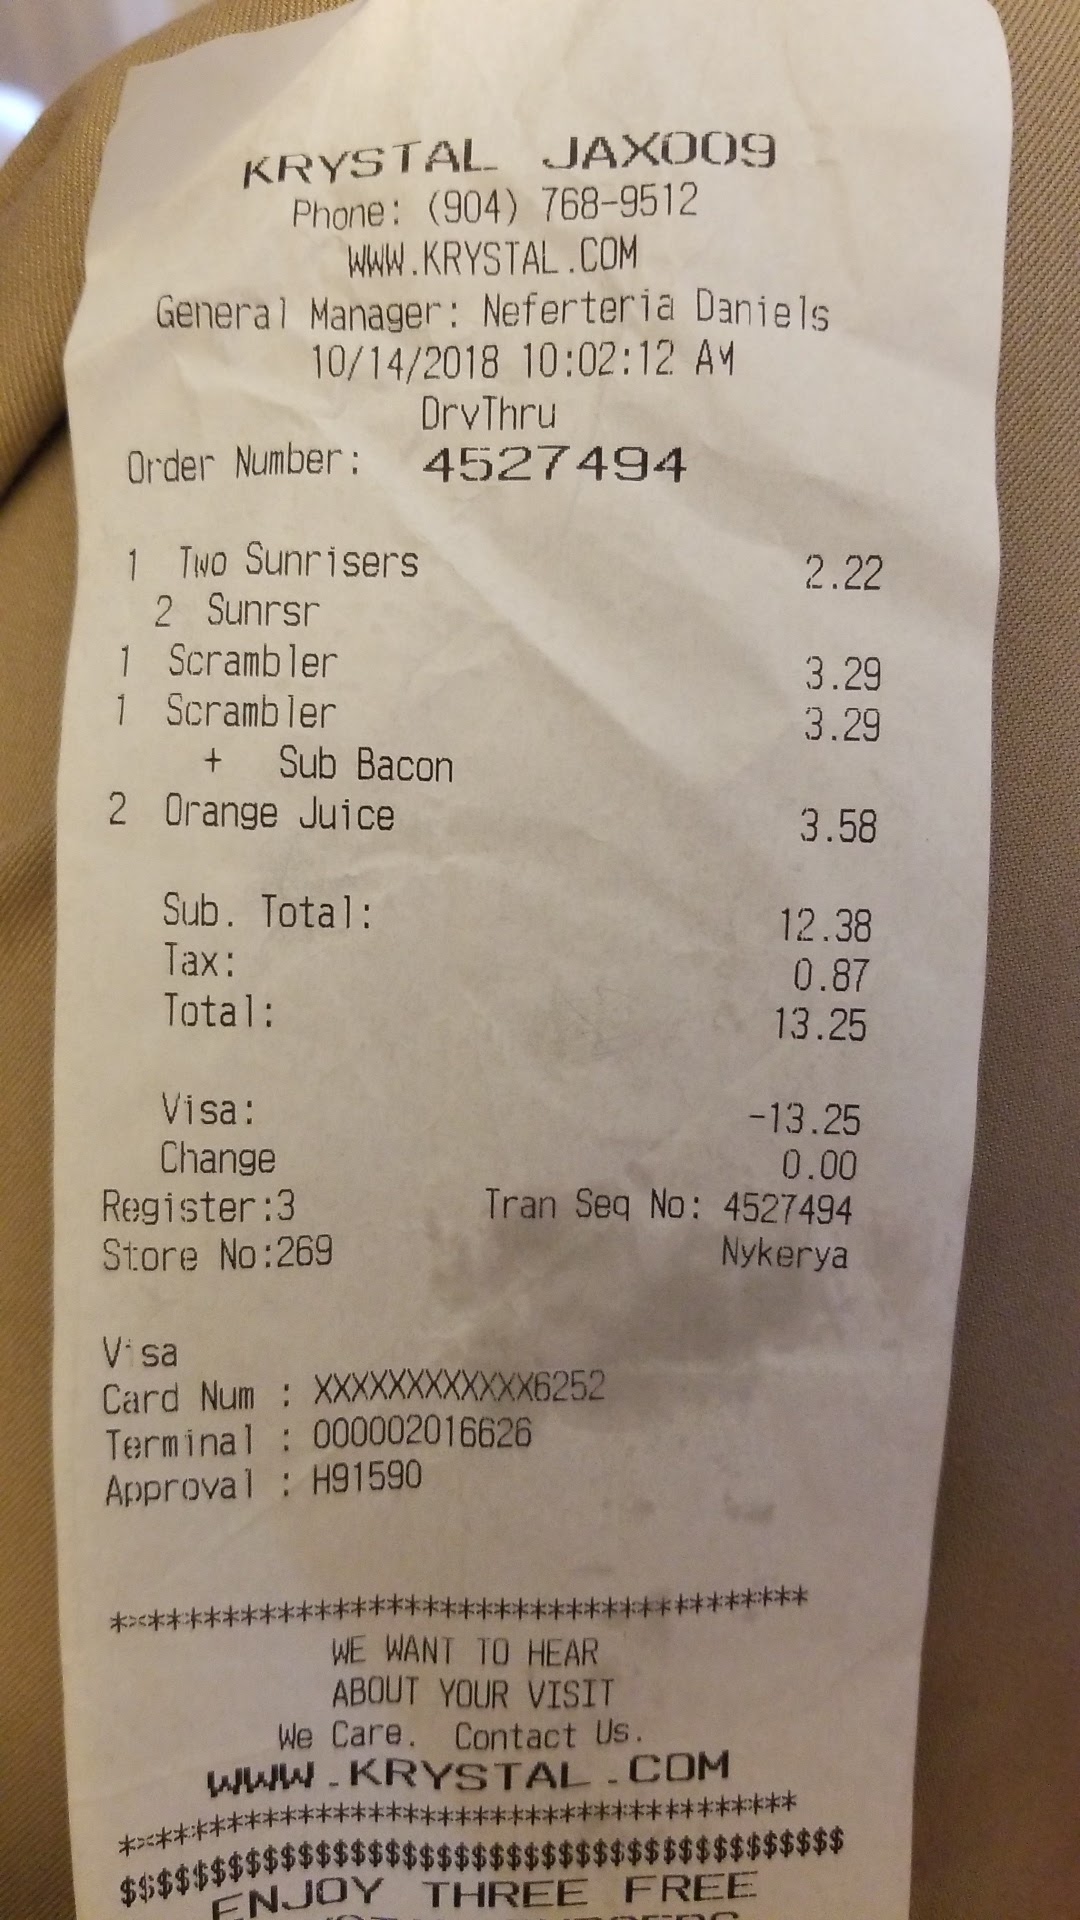 KRYSTAL JAX009
Phone: (904) 768-9512
WWW.KRYSTAL.COM
General Manager: Neferteria Daniels
10/14/2018 10:02:12 AM
DrvThru
Order Number: 4527494
1 Two Sunrisers 2.22
2 Sunrsr
1 Scrambler 3.29
1 Scrambler 3.29
+ Sub Bacon
2 Orange Juice 3.58
Sub. Total: 12.38
Tax: 0.87
Total: 13.25
Visa: -13.25
Change 0.00
Register:3 Tran Seq No: 4527494
Store No:269 Nykerya
Visa
Card Num : XXXXXXXXXXXX6252
Terminal : 000002016626
Approval : H91590
****************************************
WE WANT TO HEAR
ABOUT YOUR VISIT
We Care. Contact Us.
WWW.KRYSTAL.COM
****************************************
$$$$$$$$$$$$$$$$$$$$$$$$$$$$$$$$$$$$$$$$
ENJOY THREE FREE